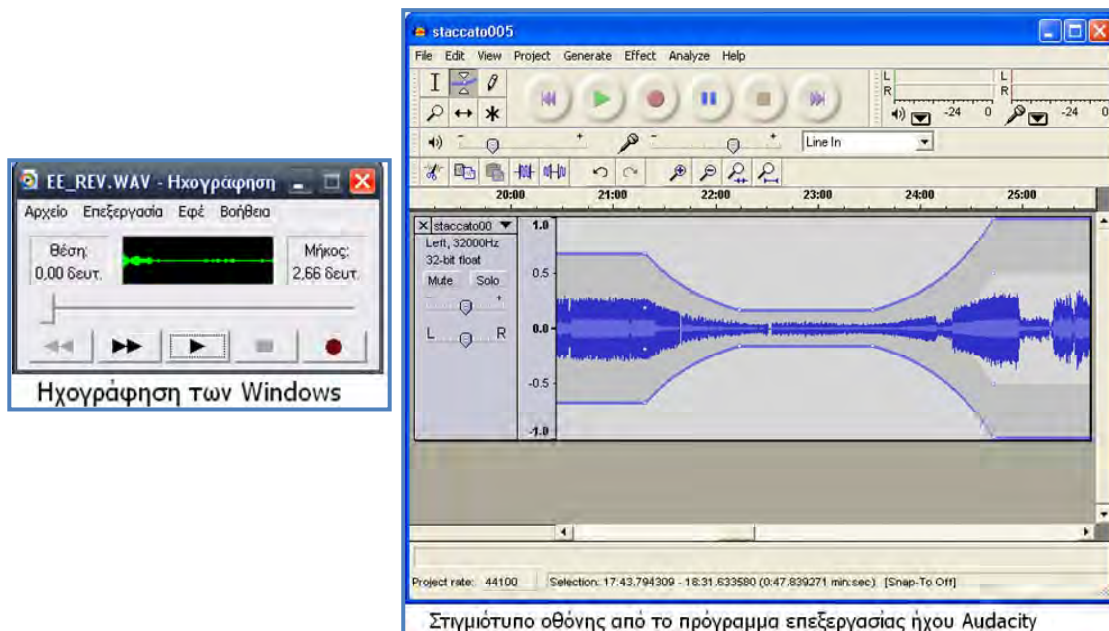 EE_REV.WAV - Ηχογράφηση
Αρχείο Επεξεργασία Εφέ Βοήθεια
Θέση:
0,00 δευτ.
Μήκος:
2,66 δευτ.
Ηχογράφηση των Windows
staccato005
File Edit View Project Generate Effect Analyze Help
L
R
-24 0
L
R
-24 0
- +
- +
Line In
20:00 21:00 22:00 23:00 24:00 25:00
X staccato00
Left, 32000Hz
32-bit float
Mute Solo
- +
L R
1.0
0.5
0.0
-0.5
-1.0
Project rate: 44100 Selection: 17:43.794309 - 18:31.633580 (0:47.839271 min:sec) [Snap-To Off]
Στιγμιότυπο οθόνης από το πρόγραμμα επεξεργασίας ήχου Audacity